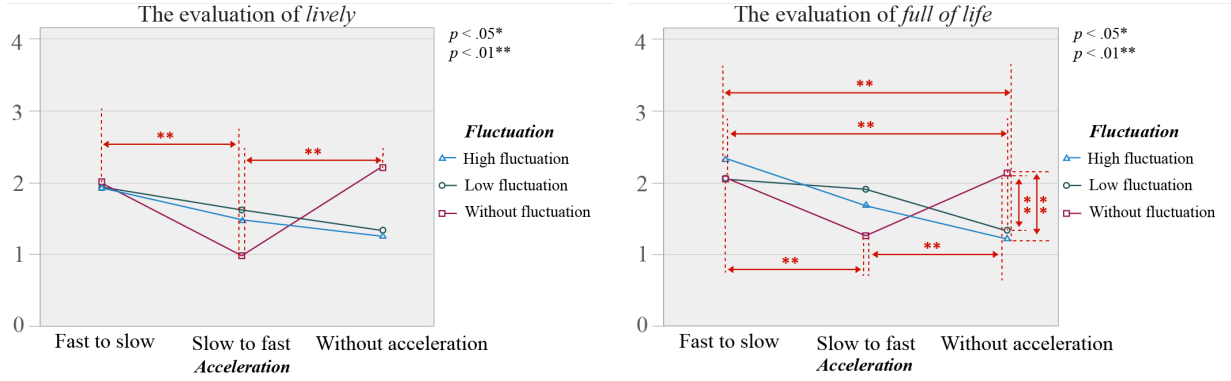 The evaluation of lively
4
3
2
1
0
**
**
Fast to slow
Slow to fast
Without acceleration
Acceleration
p < .05*
p < .01**
Fluctuation
High fluctuation
Low fluctuation
Without fluctuation
The evaluation of full of life
4
3
2
1
0
**
**
**
**
**
**
Fast to slow
Slow to fast
Without acceleration
Acceleration
p < .05*
p < .01**
Fluctuation
High fluctuation
Low fluctuation
Without fluctuation